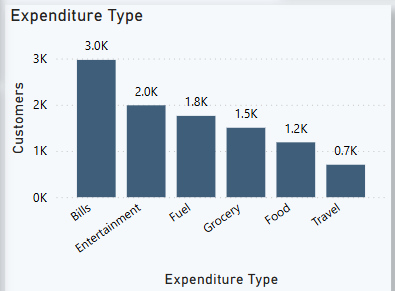 Expenditure Type
3.0K
3K
2.0K
2K
1.8K
1.5K
1.2K
1K
0.7K
0K
Customers
Bills
Entertainment
Fuel
Grocery
Food
Travel
Expenditure Type